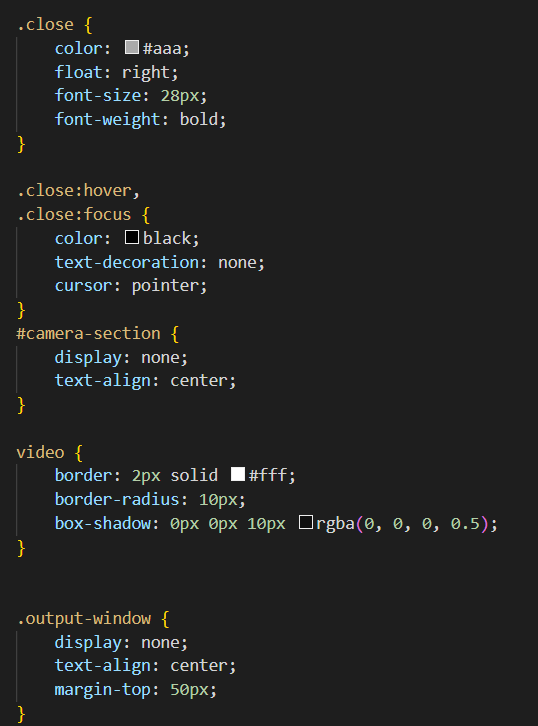 .close {
    color: #aaa;
    float: right;
    font-size: 28px;
    font-weight: bold;
}

.close:hover,
.close:focus {
    color: black;
    text-decoration: none;
    cursor: pointer;
}
#camera-section {
    display: none;
    text-align: center;
}

video {
    border: 2px solid #fff;
    border-radius: 10px;
    box-shadow: 0px 0px 10px rgba(0, 0, 0, 0.5);
}


.output-window {
    display: none;
    text-align: center;
    margin-top: 50px;
}